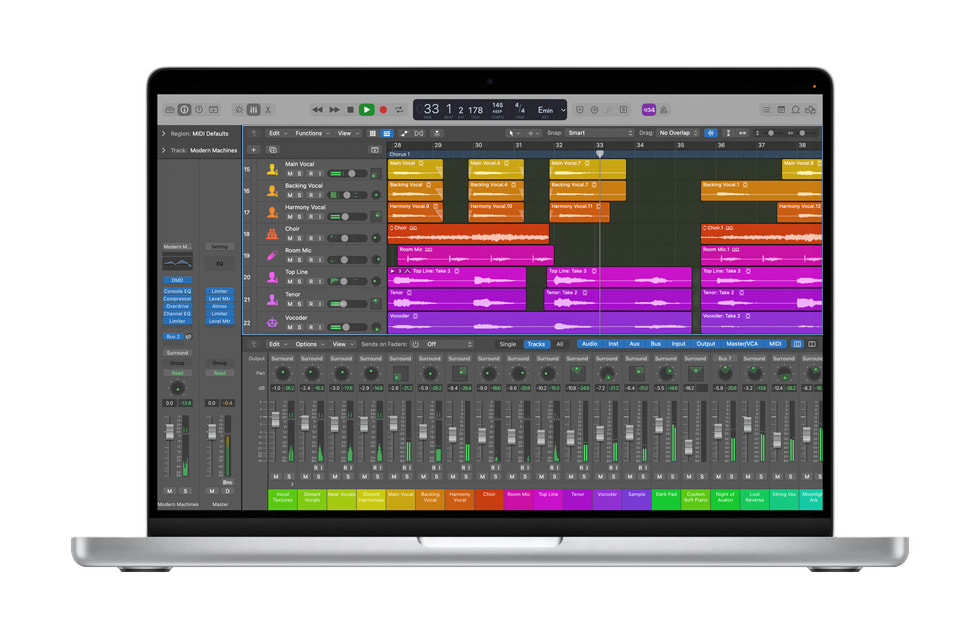 33 1 2 178
145
KEEP
4/4
Emin
1234
Region: MIDI Defaults
Track: Modern Machines
Edit Functions View
Snap: Smart
Drag: No Overlap
28 29 30 31 32 33 34 35 36 37 38
Chorus 1
15 Main Vocal
M S R I
Main Vocal Main Vocal.4 Main Vocal.7 Main Vocal.8
16 Backing Vocal
M S R I
Backing Vocal Backing Vocal.4 Backing Vocal.7 Backing Vocal.1
17 Harmony Vocal
M S R I
Harmony Vocal.9 Harmony Vocal.10 Harmony Vocal.11 Harmony Vocal.12
18 Choir
M S R I
Choir Choir.1
19 Room Mic
M S R I
Room Mic Room Mic.1
20 Top Line
M S R I
3 Top Line: Take 3 Top Line: Take 3 Top Line: Take 3
21 Tenor
M S R I
Tenor Tenor: Take 2 Tenor: Take 2
22 Vocoder
M S R I
Vocoder Vocoder: Take 2
Modern M... Setting
EQ
DMD
Console EQ Limiter
Compressor Level Mtr
Overdrive Atmos
Channel EQ Limiter
Limiter Level Mtr
Bus 2
Surround
Group Group
Read Read
0.0 -13.6 0.0 -0.4
Bnc
M S M D
Modern Machines Master
Edit Options View Sends on Faders: Off
Single Tracks All
Audio Inst Aux Bus Input Output Master/VCA MIDI
Output Surround Surround Surround Surround Surround Surround Surround Surround Surround Surround Surround Surround Surround Surround Surround Bus 7 Surround Surround Surround
Pan
dB
M S
R I
Vocal Textures
Distant Vocals
Near Vocals
Distant Harmonies
Main Vocal
Backing Vocal
Harmony Vocal
Choir
Room Mic
Top Line
Tenor
Vocoder
Sample
Dark Pad
Custom Soft Piano
Night of Avalon
Lost Reverse
String Vox
Moonlight Ark